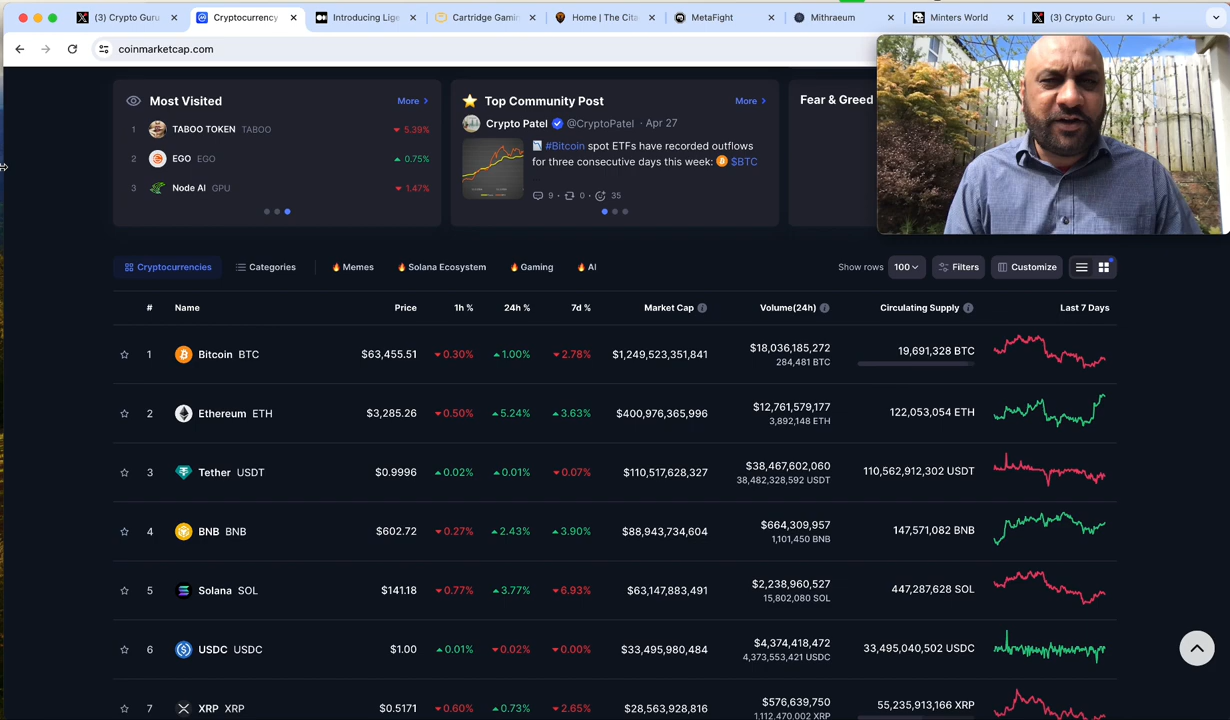 (3) Crypto Guru
Cryptocurrency
Introducing Lige
Cartridge Gamin
Home | The Cita
MetaFight
Mithraeum
Minters World
(3) Crypto Guru
coinmarketcap.com
Most Visited
More >
1 TABOO TOKEN TABOO 5.39%
2 EGO EGO 0.75%
3 Node AI GPU 1.47%
Top Community Post
More >
Crypto Patel @CryptoPatel · Apr 27
#Bitcoin spot ETFs have recorded outflows
for three consecutive days this week: $BTC
9 · 0 · 35
Fear & Greed
Cryptocurrencies
Categories
Memes
Solana Ecosystem
Gaming
AI
Show rows 100
Filters
Customize
# Name Price 1h % 24h % 7d % Market Cap Volume(24h) Circulating Supply Last 7 Days
1 Bitcoin BTC $63,455.51 0.30% 1.00% 2.78% $1,249,523,351,841 $18,036,185,272 19,691,328 BTC
284,481 BTC
2 Ethereum ETH $3,285.26 0.50% 5.24% 3.63% $400,976,365,996 $12,761,579,177 122,053,054 ETH
3,892,148 ETH
3 Tether USDT $0.9996 0.02% 0.01% 0.07% $110,517,628,327 $38,467,602,060 110,562,912,302 USDT
38,482,328,592 USDT
4 BNB BNB $602.72 0.27% 2.43% 3.90% $88,943,734,604 $664,309,957 147,571,082 BNB
1,101,450 BNB
5 Solana SOL $141.18 0.77% 3.77% 6.93% $63,147,883,491 $2,238,960,527 447,287,628 SOL
15,802,080 SOL
6 USDC USDC $1.00 0.01% 0.02% 0.00% $33,495,980,484 $4,374,418,472 33,495,040,502 USDC
4,373,553,421 USDC
7 XRP XRP $0.5171 0.60% 0.73% 2.65% $28,563,928,816 $576,639,750 55,235,913,166 XRP
1,112,470,002 XRP